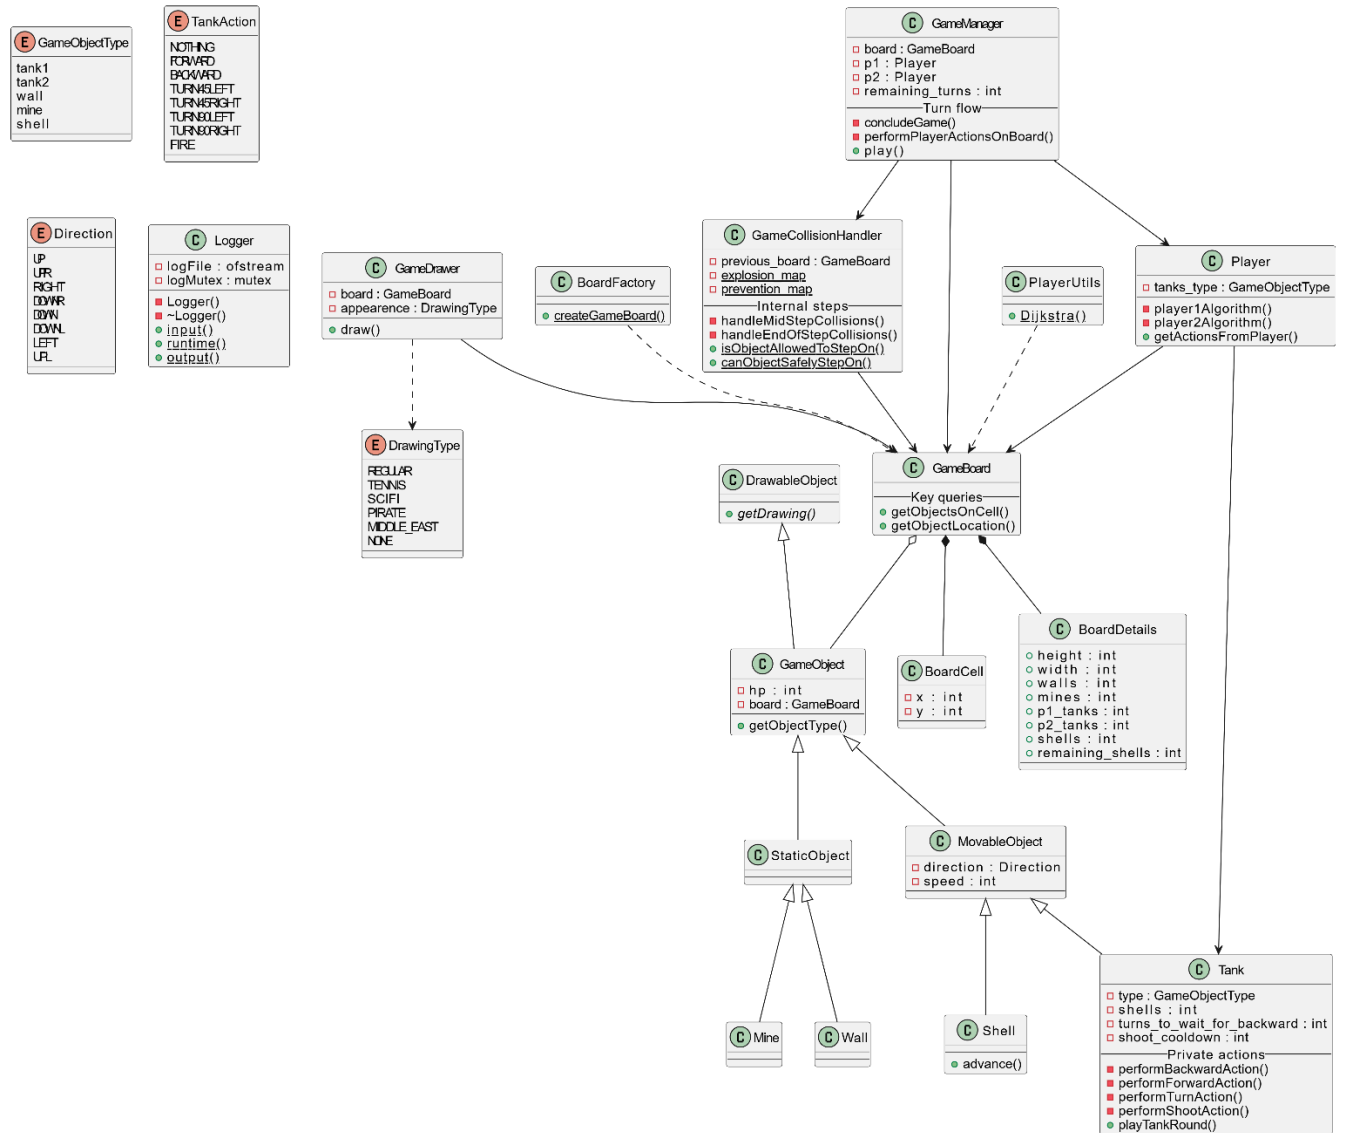 E GameObjectType
tank1
tank2
wall
mine
shell
E TankAction
NOTHING
FORWARD
BACKWARD
TURN45LEFT
TURN45RIGHT
TURN90LEFT
TURN90RIGHT
FIRE
C GameManager
board : GameBoard
p1 : Player
p2 : Player
remaining_turns : int
Turn flow
concludeGame()
performPlayerActionsOnBoard()
play()
E Direction
UP
UPR
RIGHT
DOWNR
DOWN
DOWNL
LEFT
UPL
C Logger
logFile : ofstream
logMutex : mutex
Logger()
~Logger()
input()
runtime()
output()
C GameDrawer
board : GameBoard
appearence : DrawingType
draw()
C BoardFactory
createGameBoard()
C GameCollisionHandler
previous_board : GameBoard
explosion_map
prevention_map
Internal steps
handleMidStepCollisions()
handleEndOfStepCollisions()
isObjectAllowedToStepOn()
canObjectSafelyStepOn()
C PlayerUtils
Dijkstra()
C Player
tanks_type : GameObjectType
player1Algorithm()
player2Algorithm()
getActionsFromPlayer()
E DrawingType
REGULAR
TENNIS
SCIFI
PIRATE
MIDDLE_EAST
NONE
C DrawableObject
getDrawing()
C GameBoard
Key queries
getObjectsOnCell()
getObjectLocation()
C GameObject
hp : int
board : GameBoard
getObjectType()
C BoardCell
x : int
y : int
C BoardDetails
height : int
width : int
walls : int
mines : int
p1_tanks : int
p2_tanks : int
shells : int
remaining_shells : int
C StaticObject
C MovableObject
direction : Direction
speed : int
C Mine
C Wall
C Shell
advance()
C Tank
type : GameObjectType
shells : int
turns_to_wait_for_backward : int
shoot_cooldown : int
Private actions
performBackwardAction()
performForwardAction()
performTurnAction()
performShootAction()
playTankRound()